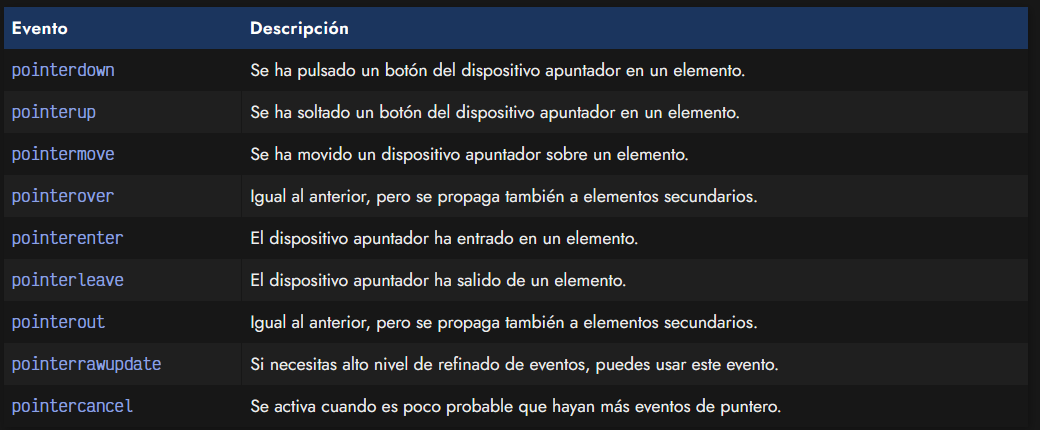 Evento Descripción
pointerdown Se ha pulsado un botón del dispositivo apuntador en un elemento.
pointerup Se ha soltado un botón del dispositivo apuntador en un elemento.
pointermove Se ha movido un dispositivo apuntador sobre un elemento.
pointerover Igual al anterior, pero se propaga también a elementos secundarios.
pointerenter El dispositivo apuntador ha entrado en un elemento.
pointerleave El dispositivo apuntador ha salido de un elemento.
pointerout Igual al anterior, pero se propaga también a elementos secundarios.
pointerrawupdate Si necesitas alto nivel de refinado de eventos, puedes usar este evento.
pointercancel Se activa cuando es poco probable que hayan más eventos de puntero.